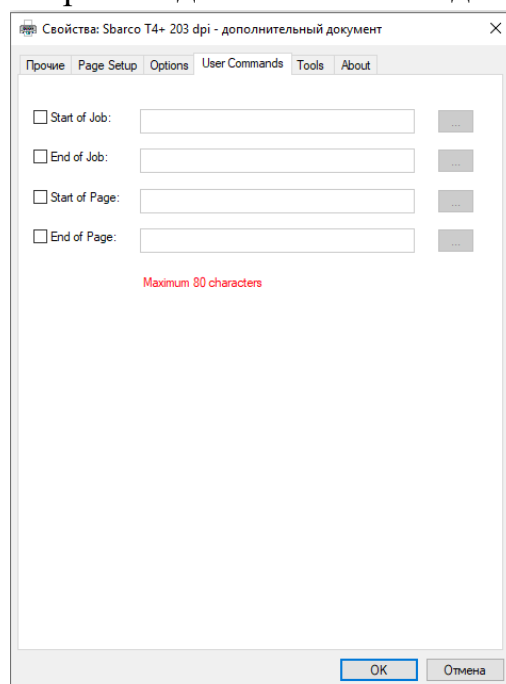 Свойства: Sbarco T4+ 203 dpi - дополнительный документ
Прочие Page Setup Options User Commands Tools About
Start of Job: ...
End of Job: ...
Start of Page: ...
End of Page: ...
Maximum 80 characters
OK Отмена